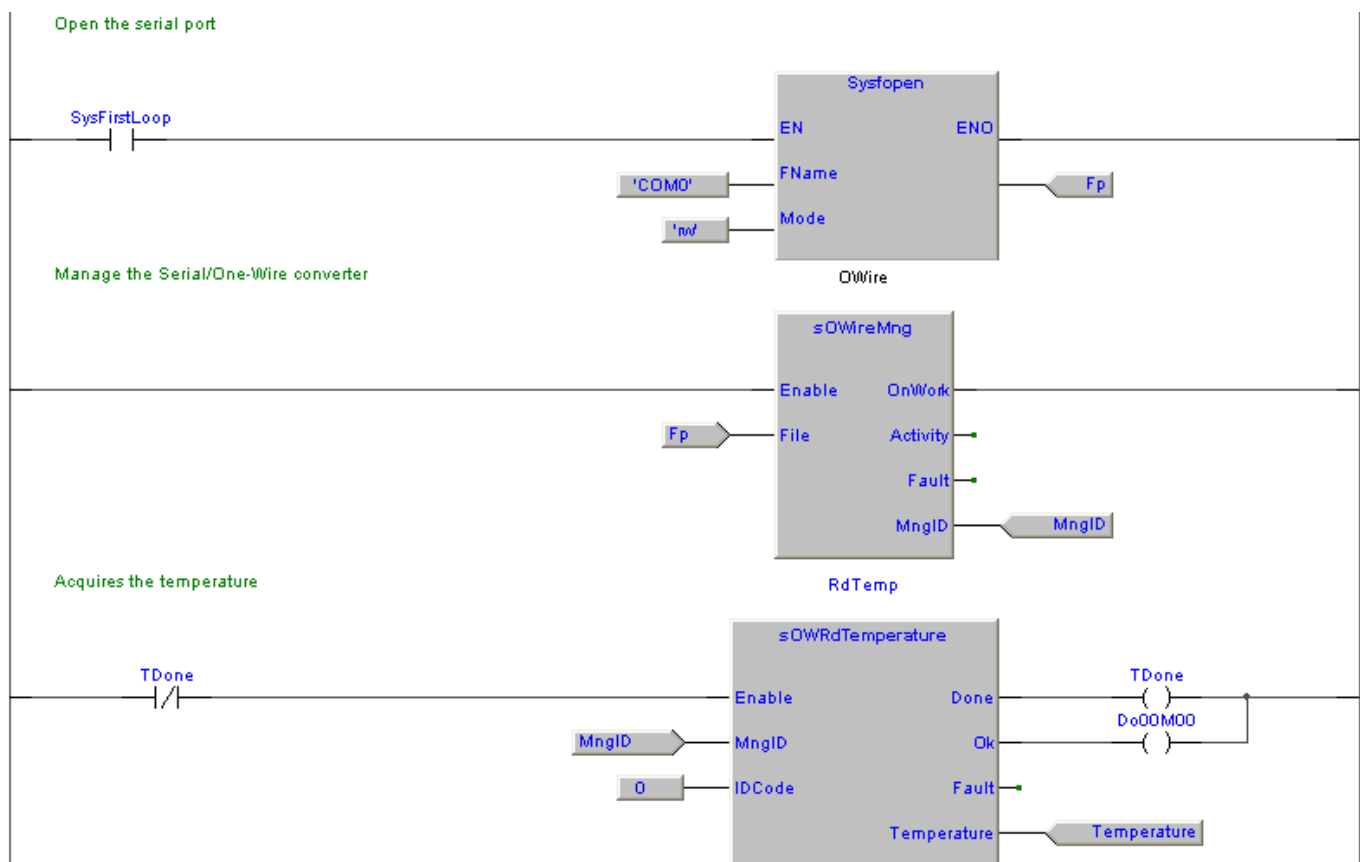 Open the serial port
Sysfopen
SysFirstLoop
EN ENO
'COM0' FName Fp
'rw' Mode
Manage the Serial/One-Wire converter
OWire
sOWireMng
Enable OnWork
Fp File Activity
Fault
MngID MngID
Acquires the temperature
RdTemp
sOWRdTemperature
TDone TDone
Enable Done
Do00M00
MngID MngID Ok
0 IDCode Fault
Temperature Temperature